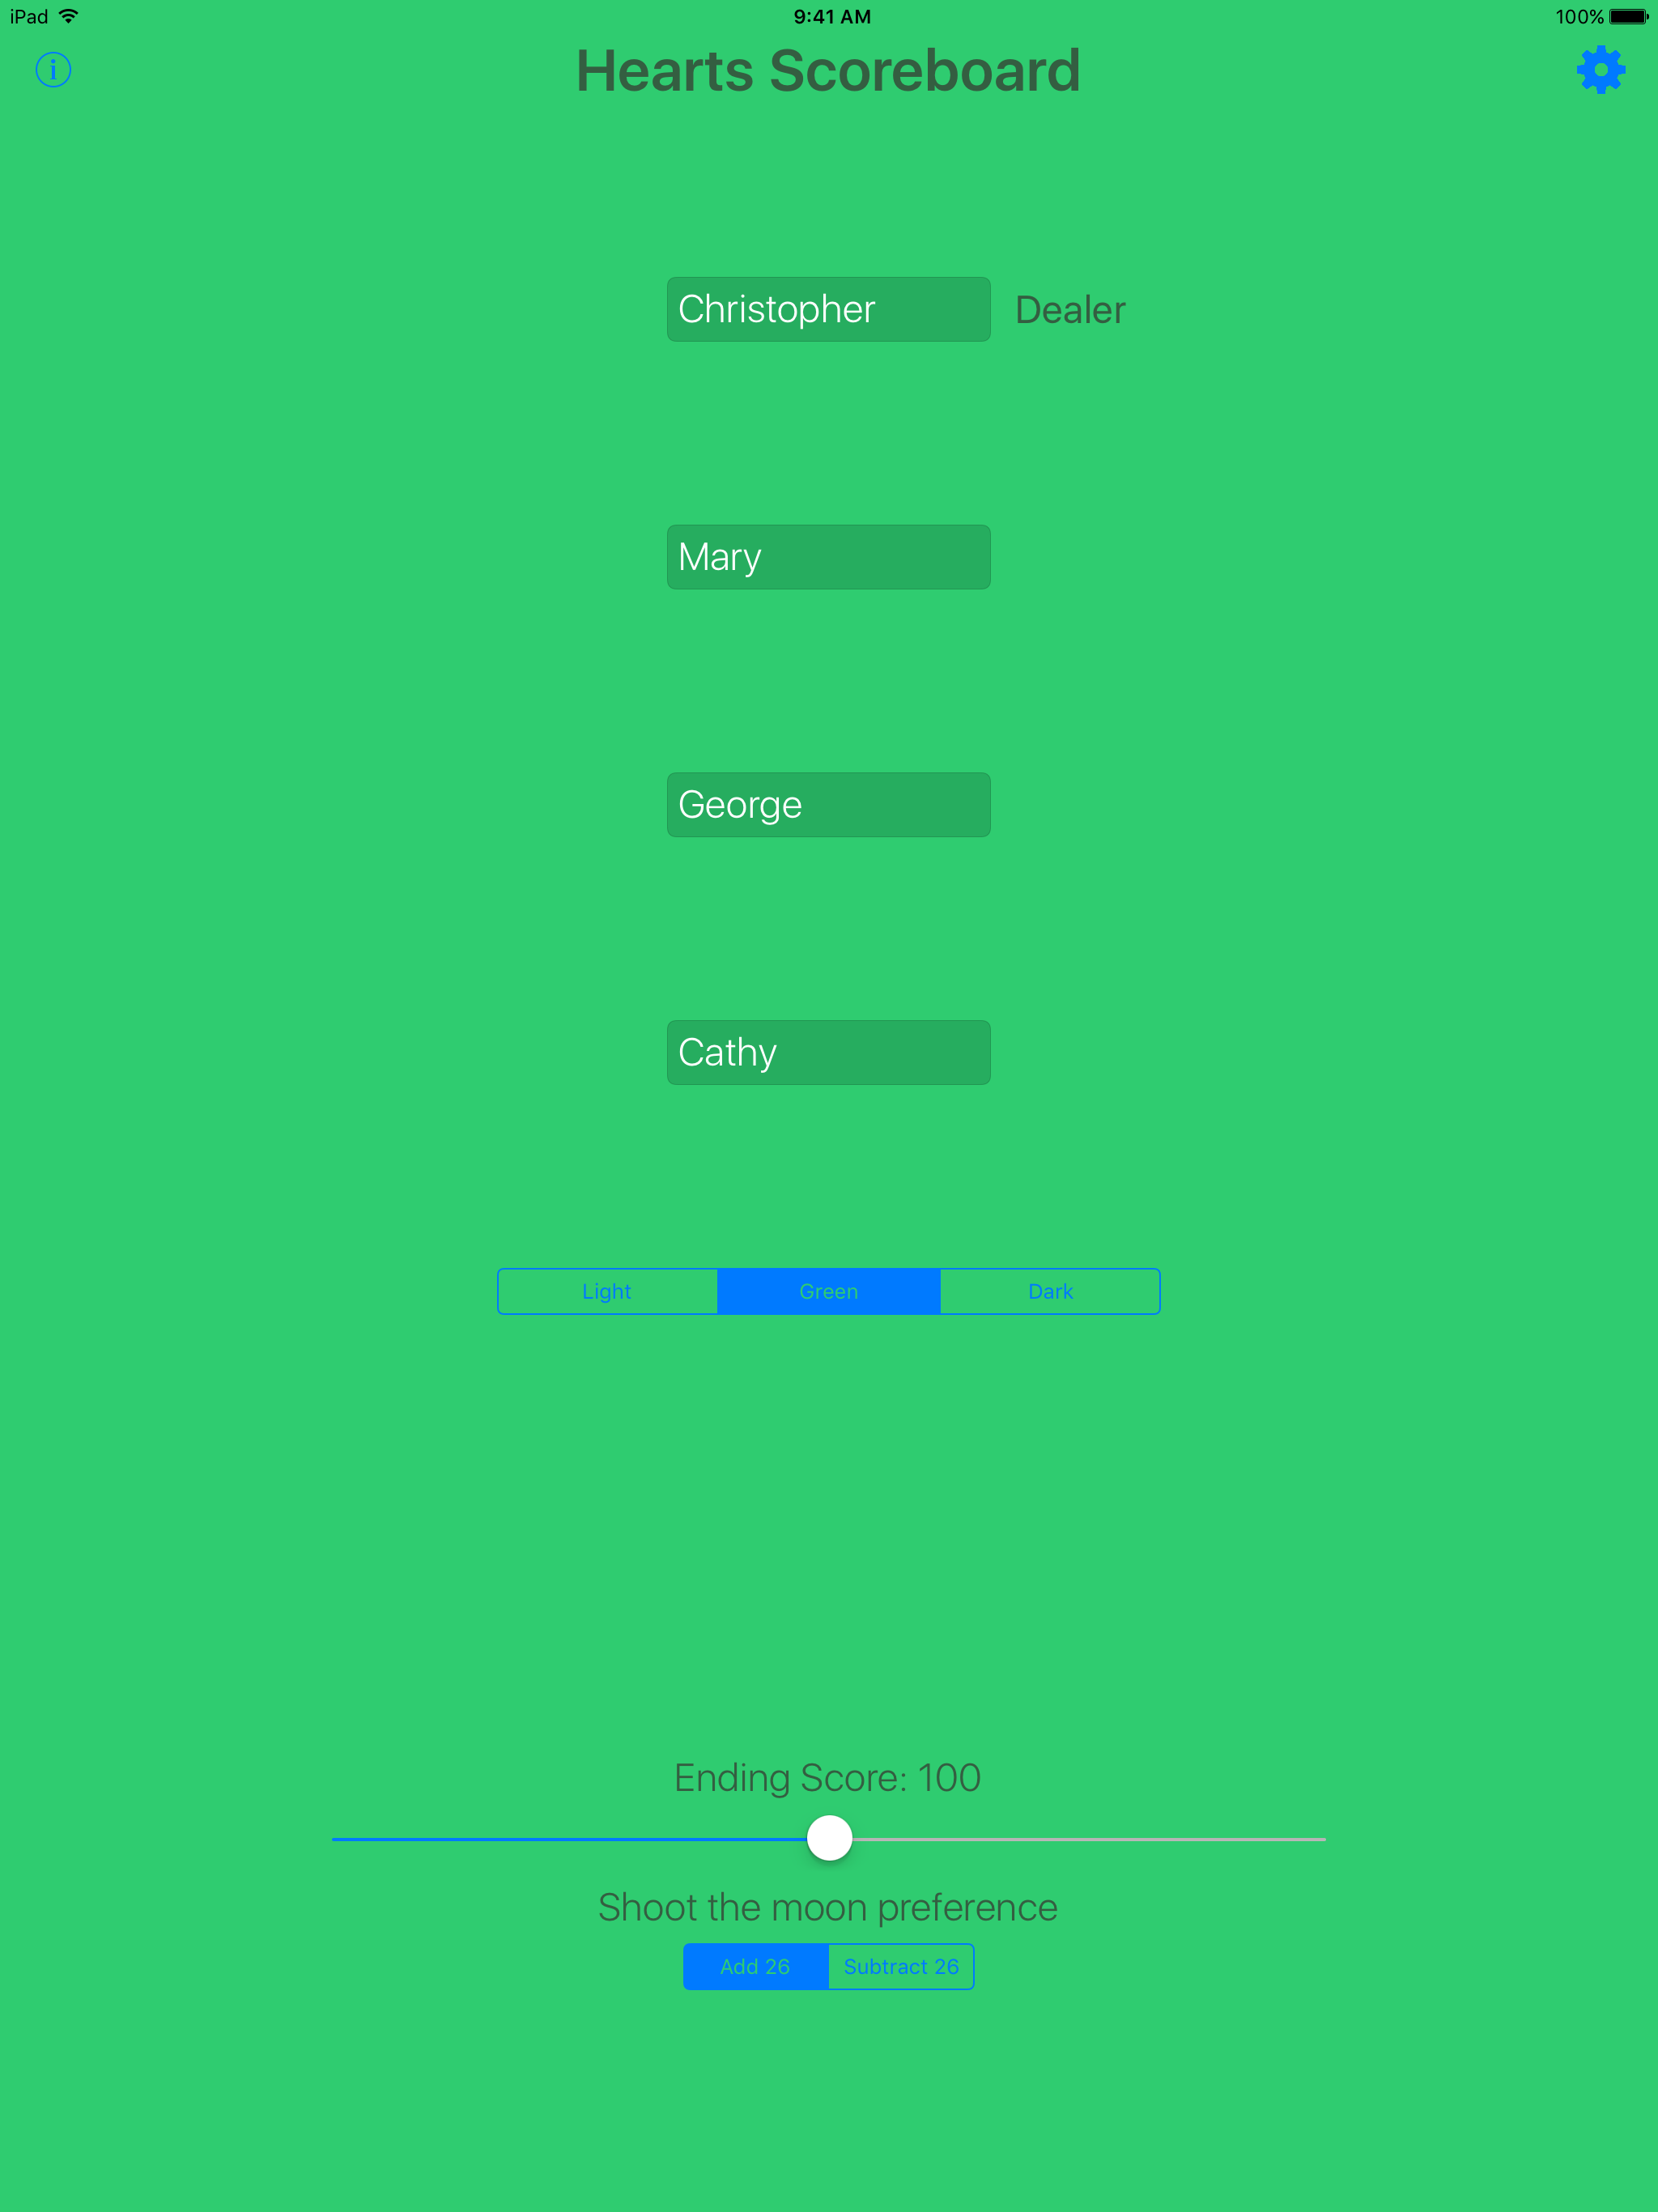 iPad 9:41 AM 100%
i Hearts Scoreboard
Christopher Dealer
Mary
George
Cathy
Light Green Dark
Ending Score: 100
Shoot the moon preference
Add 26 Subtract 26